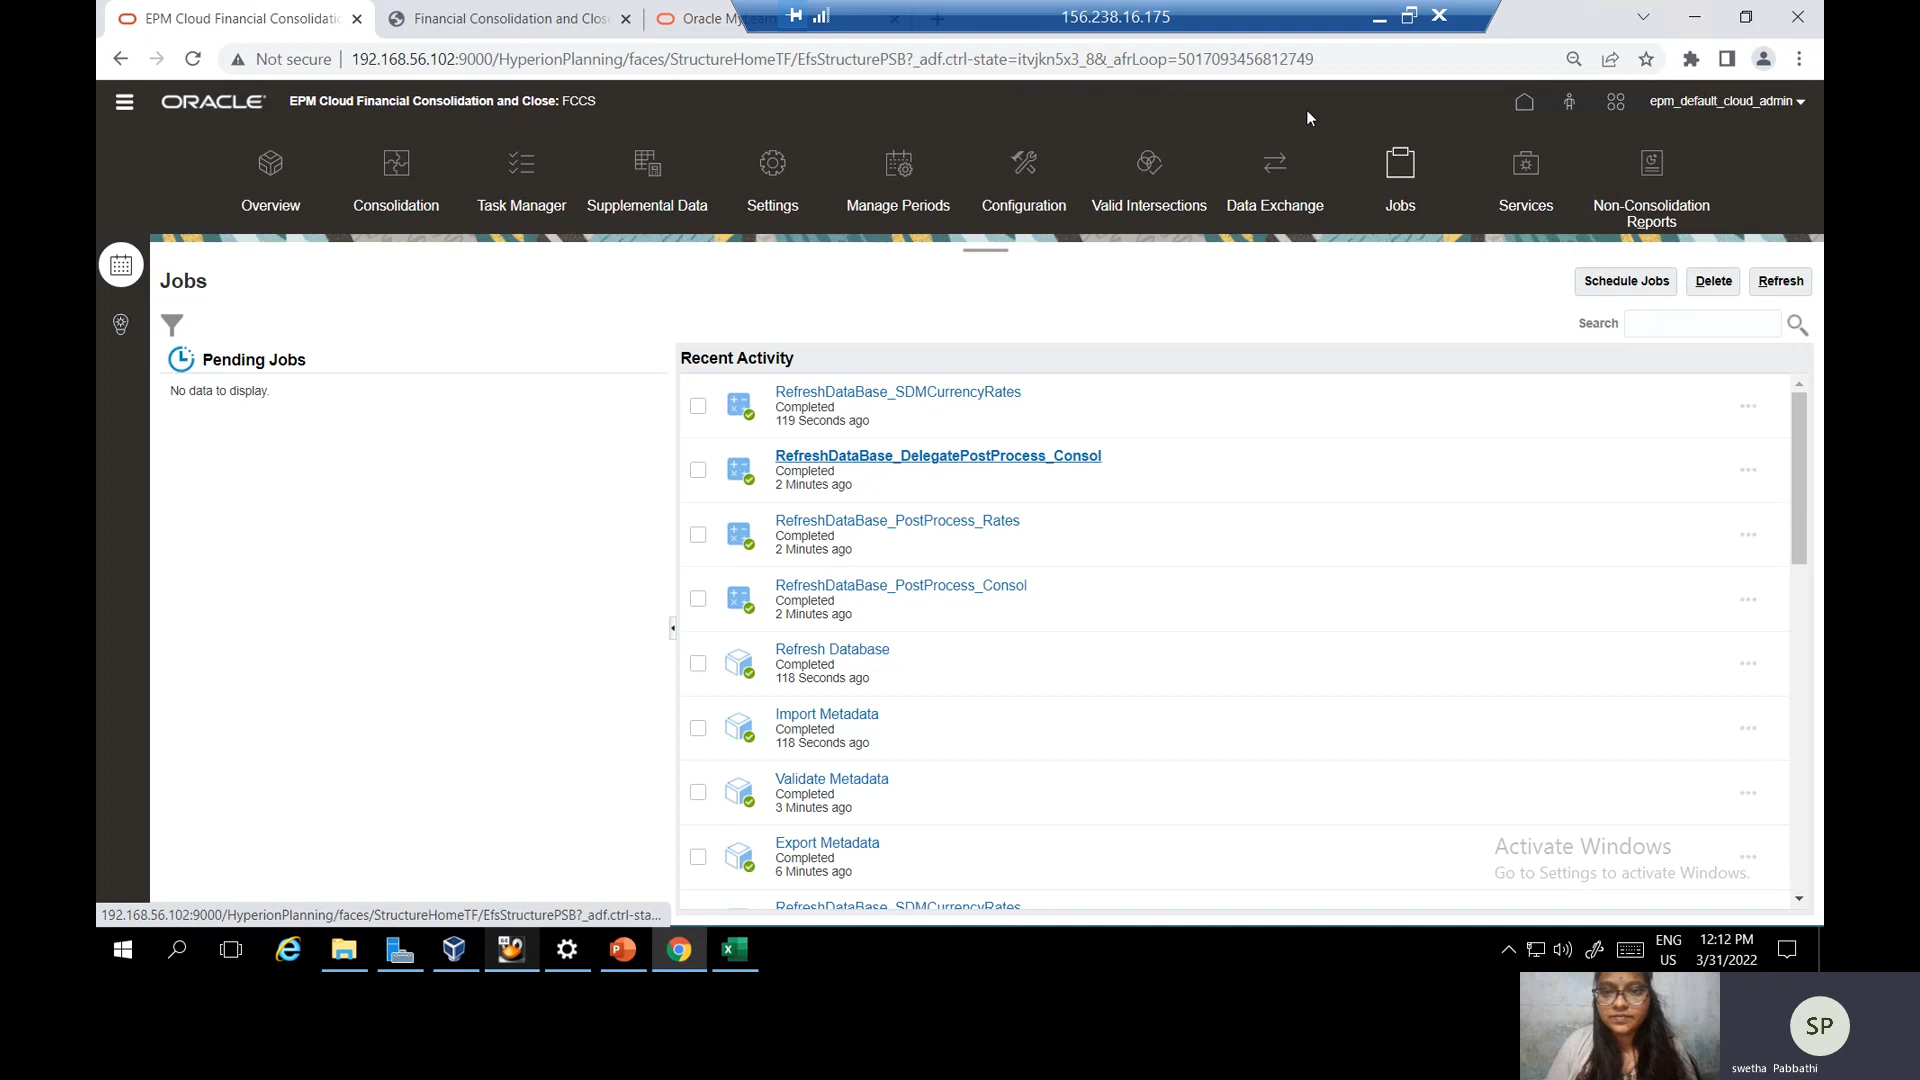 EPM Cloud Financial Consolidatic
Financial Consolidation and Clos
Oracle MyLearn
156.238.16.175
Not secure
192.168.56.102:9000/HyperionPlanning/faces/StructureHomeTF/EfsStructurePSB?_adf.ctrl-state=itvjkn5x3_8&_afrLoop=5017093456812749
ORACLE
EPM Cloud Financial Consolidation and Close: FCCS
epm_default_cloud_admin
Overview
Consolidation
Task Manager
Supplemental Data
Settings
Manage Periods
Configuration
Valid Intersections
Data Exchange
Jobs
Services
Non-Consolidation
Reports
Jobs
Schedule Jobs
Delete
Refresh
Search
Pending Jobs
No data to display.
Recent Activity
RefreshDataBase_SDMCurrencyRates
Completed
119 Seconds ago
RefreshDataBase_DelegatePostProcess_Consol
Completed
2 Minutes ago
RefreshDataBase_PostProcess_Rates
Completed
2 Minutes ago
RefreshDataBase_PostProcess_Consol
Completed
2 Minutes ago
Refresh Database
Completed
118 Seconds ago
Import Metadata
Completed
118 Seconds ago
Validate Metadata
Completed
3 Minutes ago
Export Metadata
Completed
6 Minutes ago
RefreshDataBase_SDMCurrencyRates
Activate Windows
Go to Settings to activate Windows.
192.168.56.102:9000/HyperionPlanning/faces/StructureHomeTF/EfsStructurePSB?_adf.ctrl-sta...
ENG
US
12:12 PM
3/31/2022
SP
swetha Pabbathi